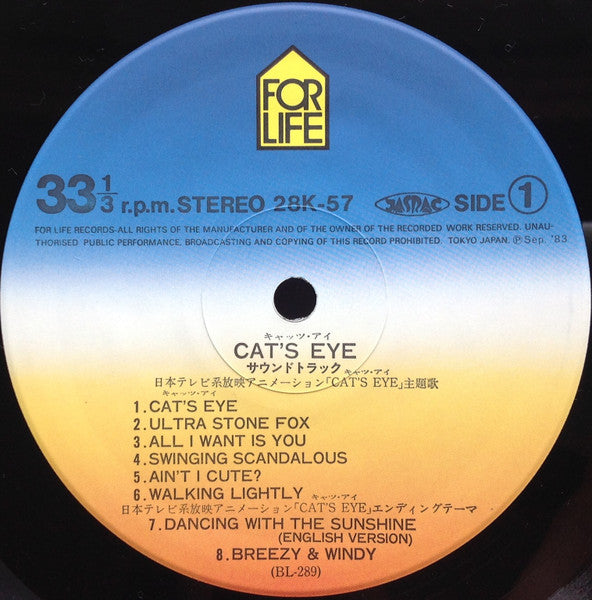 FOR
LIFE
33 1/3 r.p.m. STEREO 28K-57 JASRAC SIDE 1
FOR LIFE RECORDS-ALL RIGHTS OF THE MANUFACTURER AND OF THE OWNER OF THE RECORDED WORK RESERVED. UNAU-
THORISED PUBLIC PERFORMANCE. BROADCASTING AND COPYING OF THIS RECORD PROHIBITED. TOKYO JAPAN. ℗ Sep. '83
キャッツ・アイ
CAT'S EYE
サウンドトラック
キャッツ・アイ
日本テレビ系放映アニメーション「CAT'S EYE」主題歌
キャッツ・アイ
1.CAT'S EYE
2.ULTRA STONE FOX
3.ALL I WANT IS YOU
4.SWINGING SCANDALOUS
5.AIN'T I CUTE?
6.WALKING LIGHTLY
キャッツ・アイ
日本テレビ系放映アニメーション「CAT'S EYE」エンディングテーマ
7.DANCING WITH THE SUNSHINE
(ENGLISH VERSION)
8.BREEZY & WINDY
(BL-289)